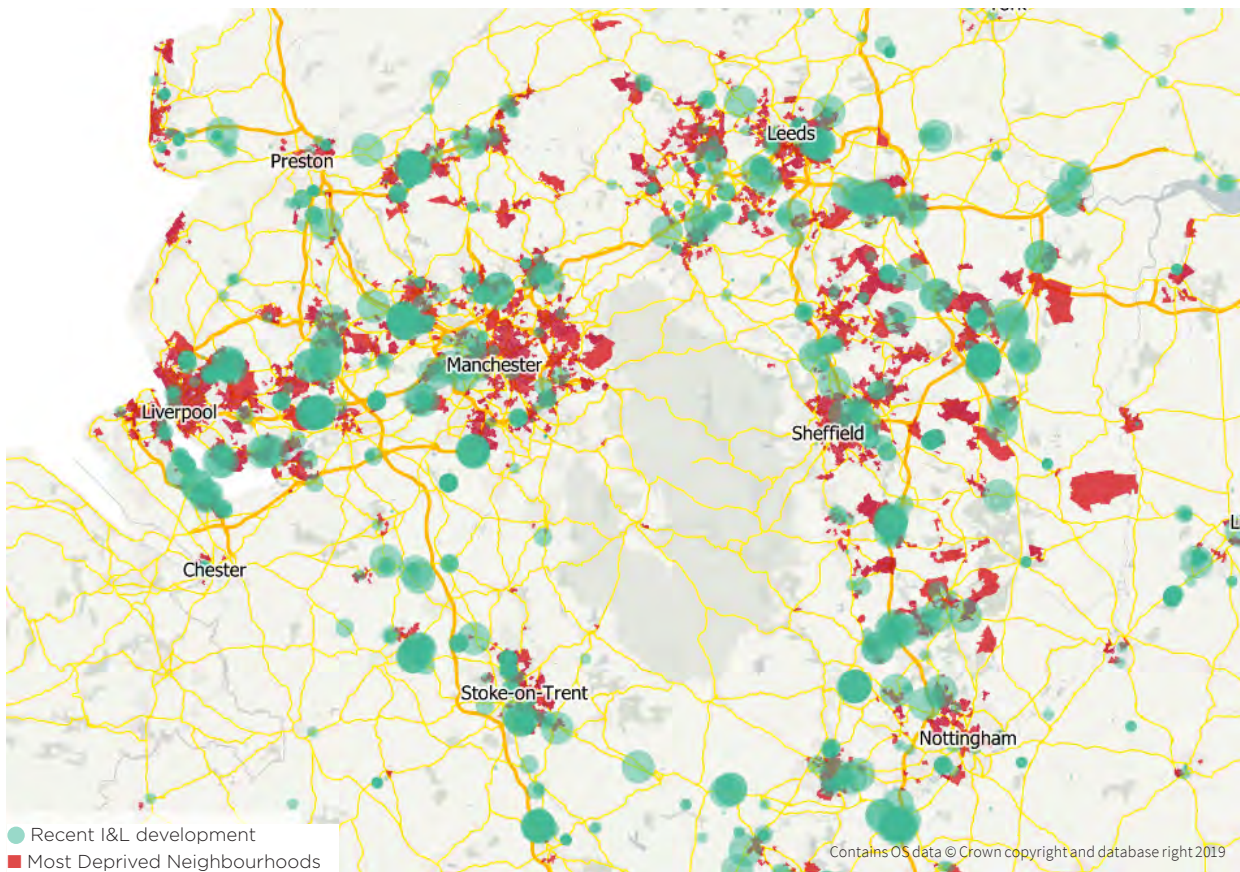 Leeds
Preston
Manchester
Liverpool
Sheffield
Chester
Stoke-on-Trent
Nottingham
Recent I&L development
Most Deprived Neighbourhoods
Contains OS data © Crown copyright and database right 2019